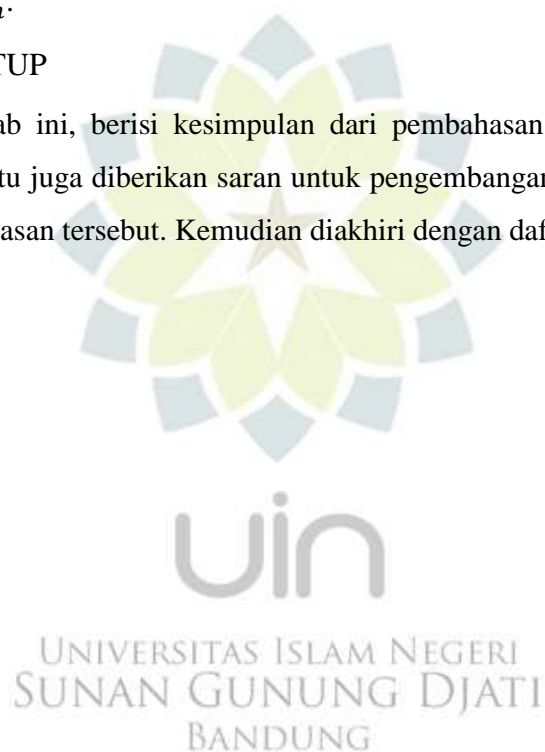 TUP
ab ini, berisi kesimpulan dari pembahasan
tu juga diberikan saran untuk pengembangan
asan tersebut. Kemudian diakhiri dengan daf
uin
UNIVERSITAS ISLAM NEGERI
SUNAN GUNUNG DJATI
BANDUNG